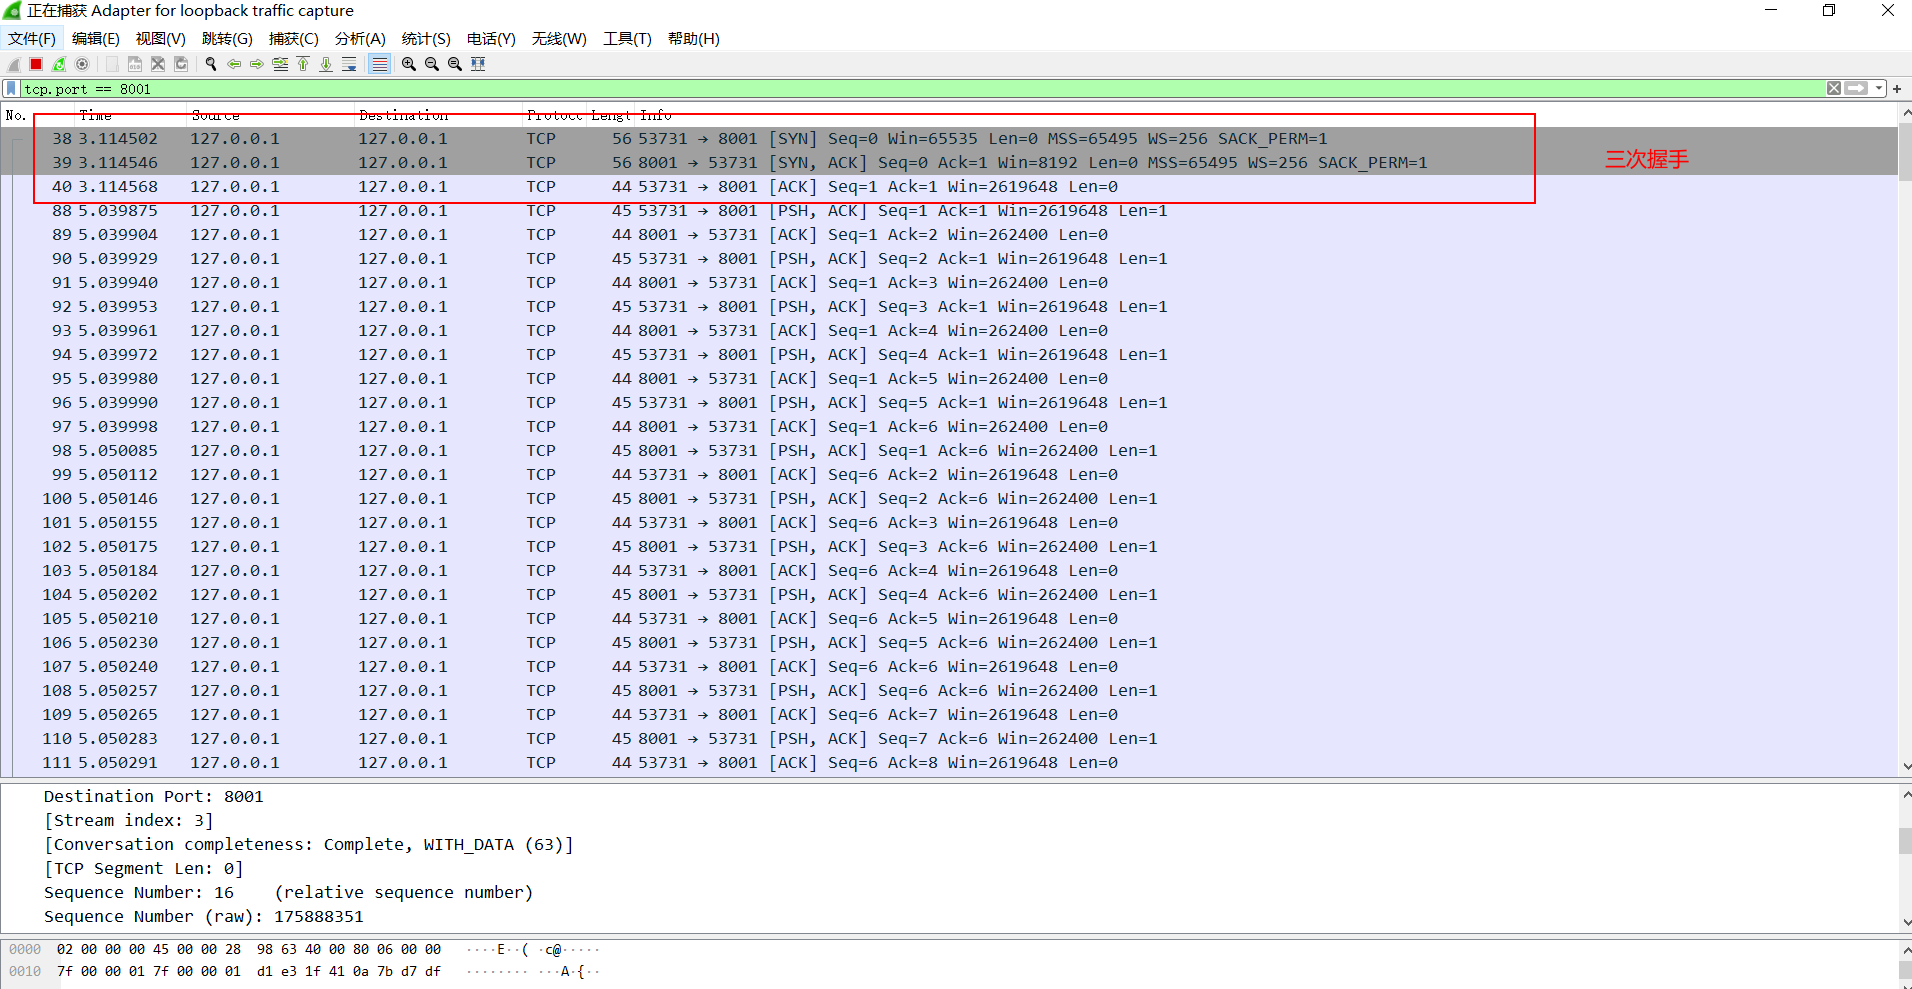 正在捕获 Adapter for loopback traffic capture
文件(F) 编辑(E) 视图(V) 跳转(G) 捕获(C) 分析(A) 统计(S) 电话(Y) 无线(W) 工具(T) 帮助(H)
tcp.port == 8001
No. Time Source Destination Protocc Lengt Info
38 3.114502 127.0.0.1 127.0.0.1 TCP 56 53731 → 8001 [SYN] Seq=0 Win=65535 Len=0 MSS=65495 WS=256 SACK_PERM=1
39 3.114546 127.0.0.1 127.0.0.1 TCP 56 8001 → 53731 [SYN, ACK] Seq=0 Ack=1 Win=8192 Len=0 MSS=65495 WS=256 SACK_PERM=1
三次握手
40 3.114568 127.0.0.1 127.0.0.1 TCP 44 53731 → 8001 [ACK] Seq=1 Ack=1 Win=2619648 Len=0
88 5.039875 127.0.0.1 127.0.0.1 TCP 45 53731 → 8001 [PSH, ACK] Seq=1 Ack=1 Win=2619648 Len=1
89 5.039904 127.0.0.1 127.0.0.1 TCP 44 8001 → 53731 [ACK] Seq=1 Ack=2 Win=262400 Len=0
90 5.039929 127.0.0.1 127.0.0.1 TCP 45 53731 → 8001 [PSH, ACK] Seq=2 Ack=1 Win=2619648 Len=1
91 5.039940 127.0.0.1 127.0.0.1 TCP 44 8001 → 53731 [ACK] Seq=1 Ack=3 Win=262400 Len=0
92 5.039953 127.0.0.1 127.0.0.1 TCP 45 53731 → 8001 [PSH, ACK] Seq=3 Ack=1 Win=2619648 Len=1
93 5.039961 127.0.0.1 127.0.0.1 TCP 44 8001 → 53731 [ACK] Seq=1 Ack=4 Win=262400 Len=0
94 5.039972 127.0.0.1 127.0.0.1 TCP 45 53731 → 8001 [PSH, ACK] Seq=4 Ack=1 Win=2619648 Len=1
95 5.039980 127.0.0.1 127.0.0.1 TCP 44 8001 → 53731 [ACK] Seq=1 Ack=5 Win=262400 Len=0
96 5.039990 127.0.0.1 127.0.0.1 TCP 45 53731 → 8001 [PSH, ACK] Seq=5 Ack=1 Win=2619648 Len=1
97 5.039998 127.0.0.1 127.0.0.1 TCP 44 8001 → 53731 [ACK] Seq=1 Ack=6 Win=262400 Len=0
98 5.050085 127.0.0.1 127.0.0.1 TCP 45 8001 → 53731 [PSH, ACK] Seq=1 Ack=6 Win=262400 Len=1
99 5.050112 127.0.0.1 127.0.0.1 TCP 44 53731 → 8001 [ACK] Seq=6 Ack=2 Win=2619648 Len=0
100 5.050146 127.0.0.1 127.0.0.1 TCP 45 8001 → 53731 [PSH, ACK] Seq=2 Ack=6 Win=262400 Len=1
101 5.050155 127.0.0.1 127.0.0.1 TCP 44 53731 → 8001 [ACK] Seq=6 Ack=3 Win=2619648 Len=0
102 5.050175 127.0.0.1 127.0.0.1 TCP 45 8001 → 53731 [PSH, ACK] Seq=3 Ack=6 Win=262400 Len=1
103 5.050184 127.0.0.1 127.0.0.1 TCP 44 53731 → 8001 [ACK] Seq=6 Ack=4 Win=2619648 Len=0
104 5.050202 127.0.0.1 127.0.0.1 TCP 45 8001 → 53731 [PSH, ACK] Seq=4 Ack=6 Win=262400 Len=1
105 5.050210 127.0.0.1 127.0.0.1 TCP 44 53731 → 8001 [ACK] Seq=6 Ack=5 Win=2619648 Len=0
106 5.050230 127.0.0.1 127.0.0.1 TCP 45 8001 → 53731 [PSH, ACK] Seq=5 Ack=6 Win=262400 Len=1
107 5.050240 127.0.0.1 127.0.0.1 TCP 44 53731 → 8001 [ACK] Seq=6 Ack=6 Win=2619648 Len=0
108 5.050257 127.0.0.1 127.0.0.1 TCP 45 8001 → 53731 [PSH, ACK] Seq=6 Ack=6 Win=262400 Len=1
109 5.050265 127.0.0.1 127.0.0.1 TCP 44 53731 → 8001 [ACK] Seq=6 Ack=7 Win=2619648 Len=0
110 5.050283 127.0.0.1 127.0.0.1 TCP 45 8001 → 53731 [PSH, ACK] Seq=7 Ack=6 Win=262400 Len=1
111 5.050291 127.0.0.1 127.0.0.1 TCP 44 53731 → 8001 [ACK] Seq=6 Ack=8 Win=2619648 Len=0
Destination Port: 8001
[Stream index: 3]
[Conversation completeness: Complete, WITH_DATA (63)]
[TCP Segment Len: 0]
Sequence Number: 16 (relative sequence number)
Sequence Number (raw): 175888351
0000 02 00 00 00 45 00 00 28 98 63 40 00 80 06 00 00 ····E··( ·c@·····
0010 7f 00 00 01 7f 00 00 01 d1 e3 1f 41 0a 7b d7 df ········ ···A·{··